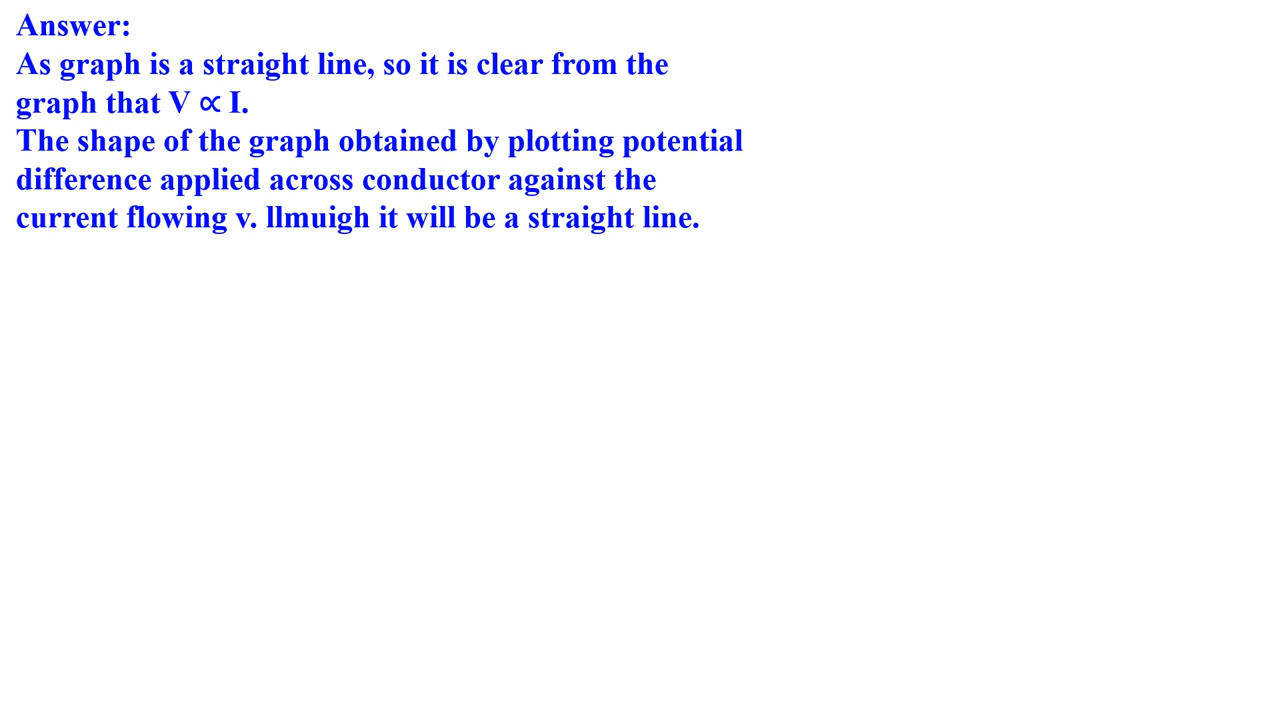 Answer:
As graph is a straight line, so it is clear from the
graph that V ∝ I.
The shape of the graph obtained by plotting potential
difference applied across conductor against the
current flowing v. llmuigh it will be a straight line.